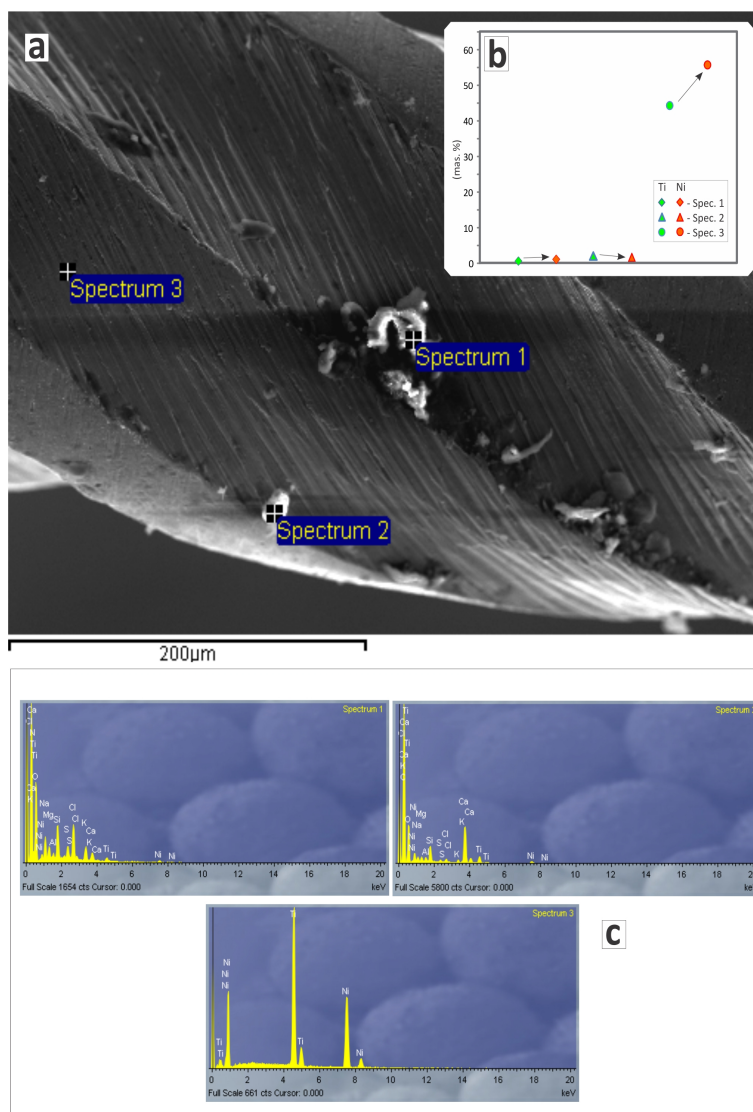 a
b
60
50
40
30
20
10
0
(mas. %)
Ti Ni
- Spec. 1
- Spec. 2
- Spec. 3
Spectrum 3
Spectrum 1
Spectrum 2
200µm
Spectrum 1
Ca
Ti
Ti
O
Ca
K
Ni
Ni
Na
Mg
Al
Si
S
S
Cl
Cl
K
K
Ca
Ca
Ti
Ti
Ni
Ni
0 2 4 6 8 10 12 14 16 18 20
Full Scale 1654 cts Cursor: 0.000 keV
Spectrum
Ti
Ca
Ti
Ca
K
O
Ni
Na
Ni
Ni
Mg
Al
Si
S
S
Cl
Cl
K
K
Ca
Ca
Ti
Ti
Ni
Ni
0 2 4 6 8 10 12 14 16 18 20
Full Scale 5800 cts Cursor: 0.000 keV
Spectrum 3
Ti
Ni
Ni
Ni
Ti
Ti
Ti
Ni
Ni
0 2 4 6 8 10 12 14 16 18 20
Full Scale 661 cts Cursor: 0.000 keV
c